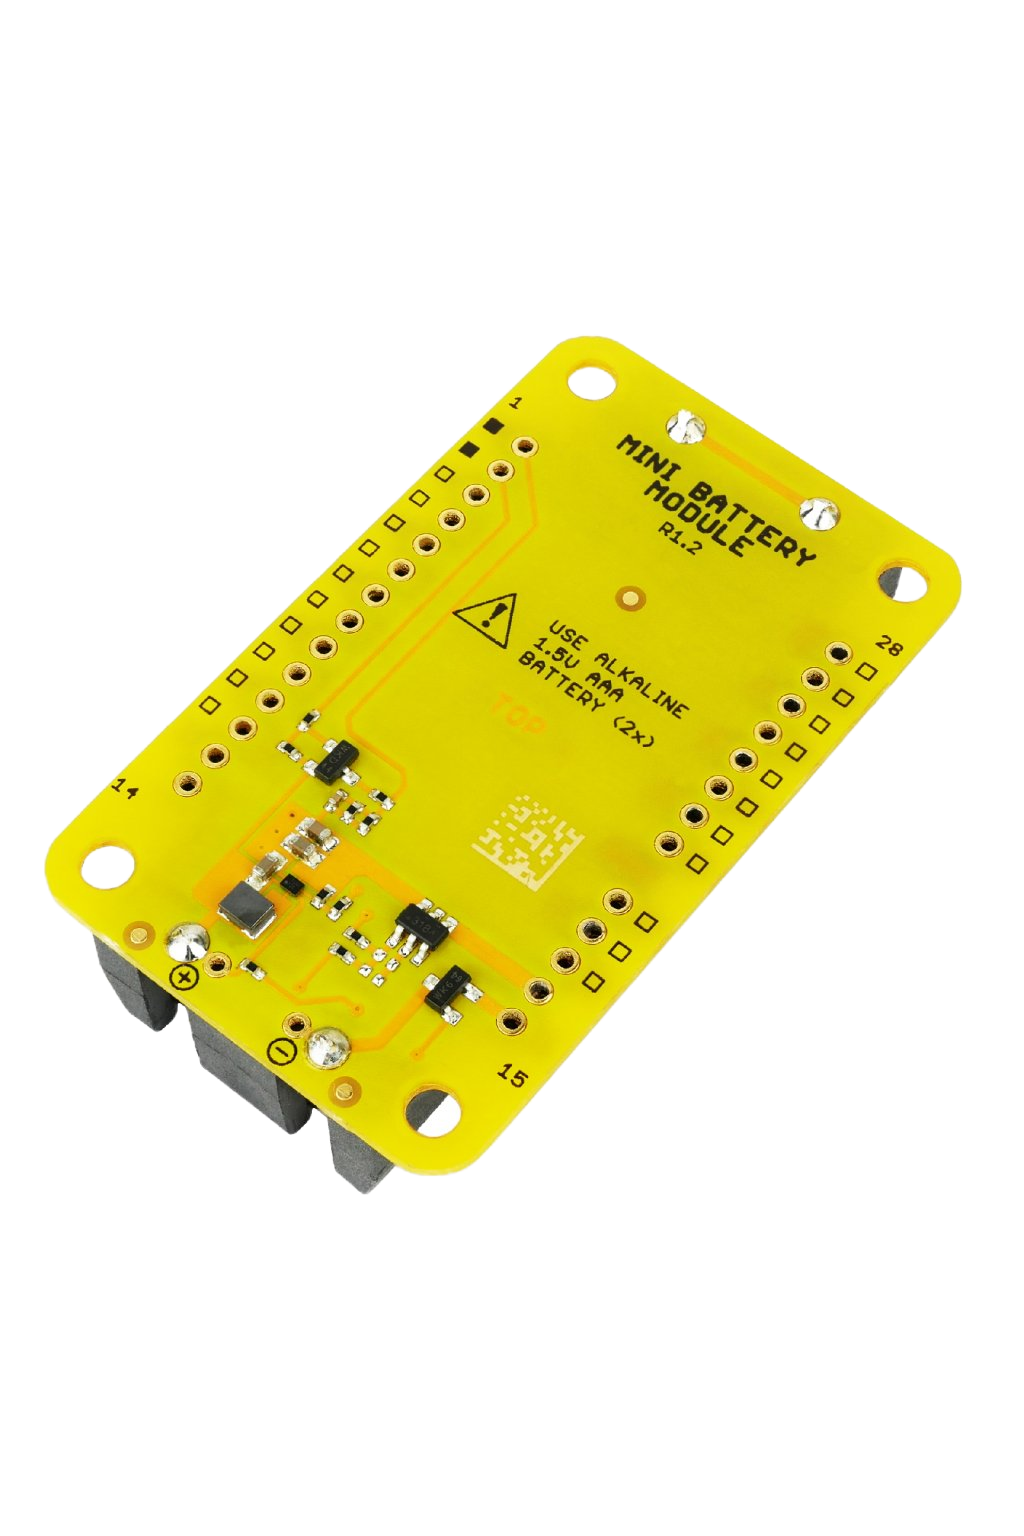 1
MINI BATTERY
MODULE
R1.2
28
USE ALKALINE
1.5V AAA
BATTERY (2x)
TOP
14
+
-
15